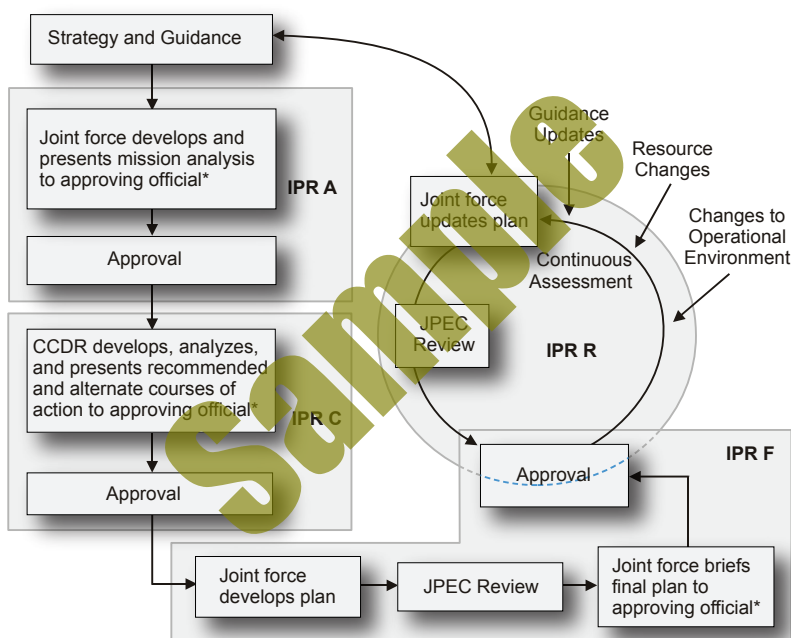 Strategy and Guidance
Joint force develops and
presents mission analysis
to approving official*
IPR A
Approval
CCDR develops, analyzes,
and presents recommended
and alternate courses of
action to approving official*
IPR C
Approval
Guidance
Updates
Resource
Changes
Changes to
Operational
Environment
Joint force
updates plan
Continuous
Assessment
JPEC
Review
IPR R
IPR F
Approval
Joint force
develops plan
JPEC Review
Joint force briefs
final plan to
approving official*
Sample